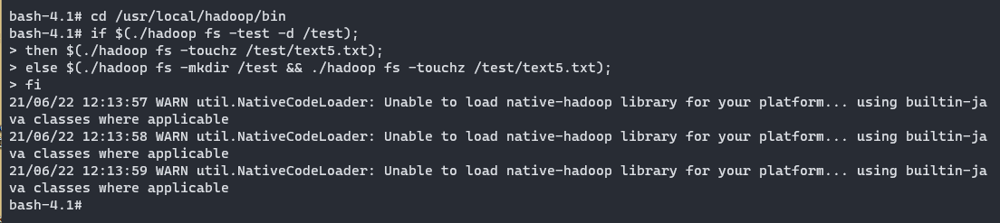 bash-4.1# cd /usr/local/hadoop/bin
bash-4.1# if $(./hadoop fs -test -d /test);
> then $(./hadoop fs -touchz /test/text5.txt);
> else $(./hadoop fs -mkdir /test && ./hadoop fs -touchz /test/text5.txt);
> fi
21/06/22 12:13:57 WARN util.NativeCodeLoader: Unable to load native-hadoop library for your platform... using builtin-ja
va classes where applicable
21/06/22 12:13:58 WARN util.NativeCodeLoader: Unable to load native-hadoop library for your platform... using builtin-ja
va classes where applicable
21/06/22 12:13:59 WARN util.NativeCodeLoader: Unable to load native-hadoop library for your platform... using builtin-ja
va classes where applicable
bash-4.1#